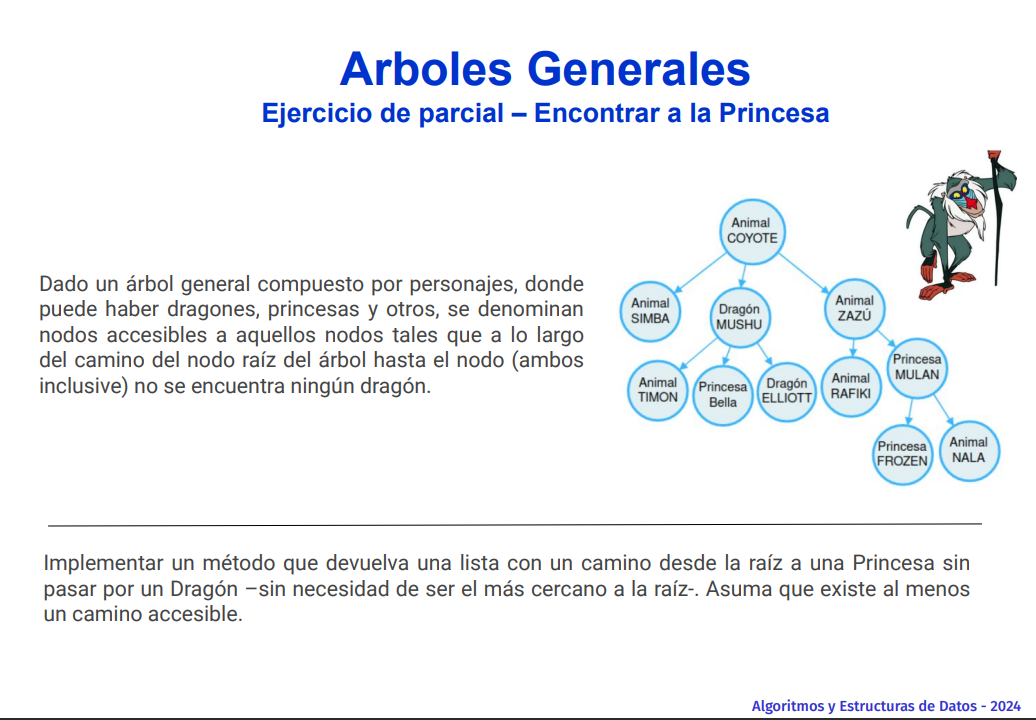 Arboles Generales
Ejercicio de parcial – Encontrar a la Princesa
Dado un árbol general compuesto por personajes, donde
puede haber dragones, princesas y otros, se denominan
nodos accesibles a aquellos nodos tales que a lo largo
del camino del nodo raíz del árbol hasta el nodo (ambos
inclusive) no se encuentra ningún dragón.
Animal
COYOTE
Animal
SIMBA
Dragón
MUSHU
Animal
ZAZÚ
Animal
TIMON
Princesa
Bella
Dragón
ELLIOTT
Animal
RAFIKI
Princesa
MULAN
Princesa
FROZEN
Animal
NALA
Implementar un método que devuelva una lista con un camino desde la raíz a una Princesa sin
pasar por un Dragón –sin necesidad de ser el más cercano a la raíz-. Asuma que existe al menos
un camino accesible.
Algoritmos y Estructuras de Datos - 2024